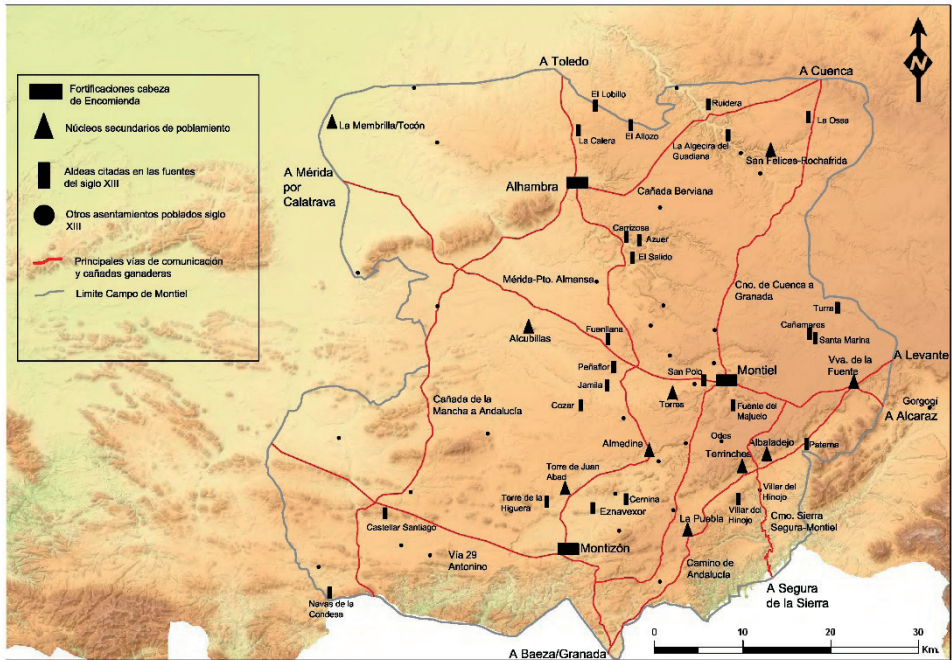 Fortificaciones cabeza
de Encomienda
Núcleos secundarios de poblamiento
Aldeas citadas en las fuentes
del siglo XIII
Otros asentamientos poblados siglo
XIII
Principales vías de comunicación
y cañadas ganaderas
Limite Campo de Montiel
N
A Toledo
A Cuenca
El Lobillo
Ruidera
La Ossa
La Membrilla/Tocón
El Allozo
La Calera
La Algecira del
Guadiana
San Felices-Rochafrida
A Mérida
por
Calatrava
Alhambra
Cañada Berviana
Carrizosa
Azuer
El Salido
Mérida-Pto. Almansa
Cno. de Cuenca a
Granada
Turra
Alcubillas
Fuenllana
Cañamares
Santa Marina
Peñaflor
San Polo
Montiel
Vva. de la
Fuente
A Levante
Jamila
Cañada de la
Mancha a Andalucía
Cozar
Torres
Fuente del
Majuelo
Gorgogí
A Alcaraz
Almedina
Odes
Albaladejo
Paterna
Terrinches
Torre de Juan
Abad
Torre de la
Higuera
Cernina
Eznavexor
Villar del
Hinojo
Villar del
Hinojo
Castellar Santiago
La Puebla
Cmo. Sierra
Segura-Montiel
Vía 29
Antonino
Montizón
Camino de
Andalucía
Navas de la
Condesa
A Segura
de la Sierra
A Baeza/Granada
0 10 20 30
Km.